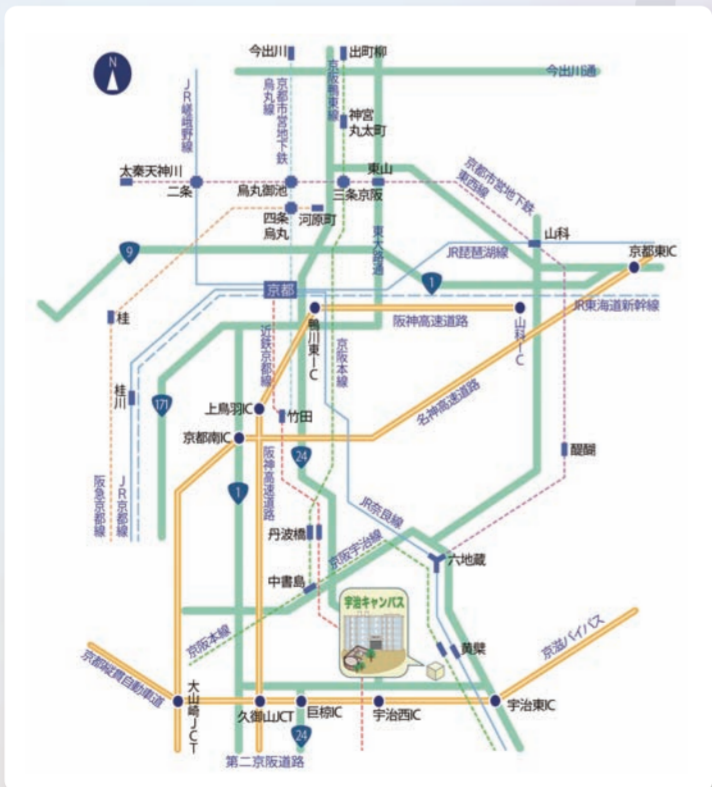 N
今出川
出町柳
今出川通
JR嵯峨野線
京都市営地下鉄
烏丸線
京阪鴨東線
神宮
丸太町
太秦天神川
二条
烏丸御池
三条京阪
東山
京都市営地下鉄
東西線
四条
烏丸
河原町
東大路通
山科
JR琵琶湖線
京都東IC
9
1
京都
JR東海道新幹線
桂
阪神高速道路
鴨川東IC
山科IC
近鉄京都線
京阪本線
桂川
171
上鳥羽IC
竹田
名神高速道路
京都南IC
24
醍醐
1
阪神高速道路
阪急京都線
JR京都線
JR奈良線
丹波橋
京阪宇治線
六地蔵
中書島
宇治キャンパス
京阪本線
黄檗
京滋バイパス
京都縦貫自動車道
大山崎JCT
久御山JCT
巨椋IC
宇治西IC
宇治東IC
24
第二京阪道路